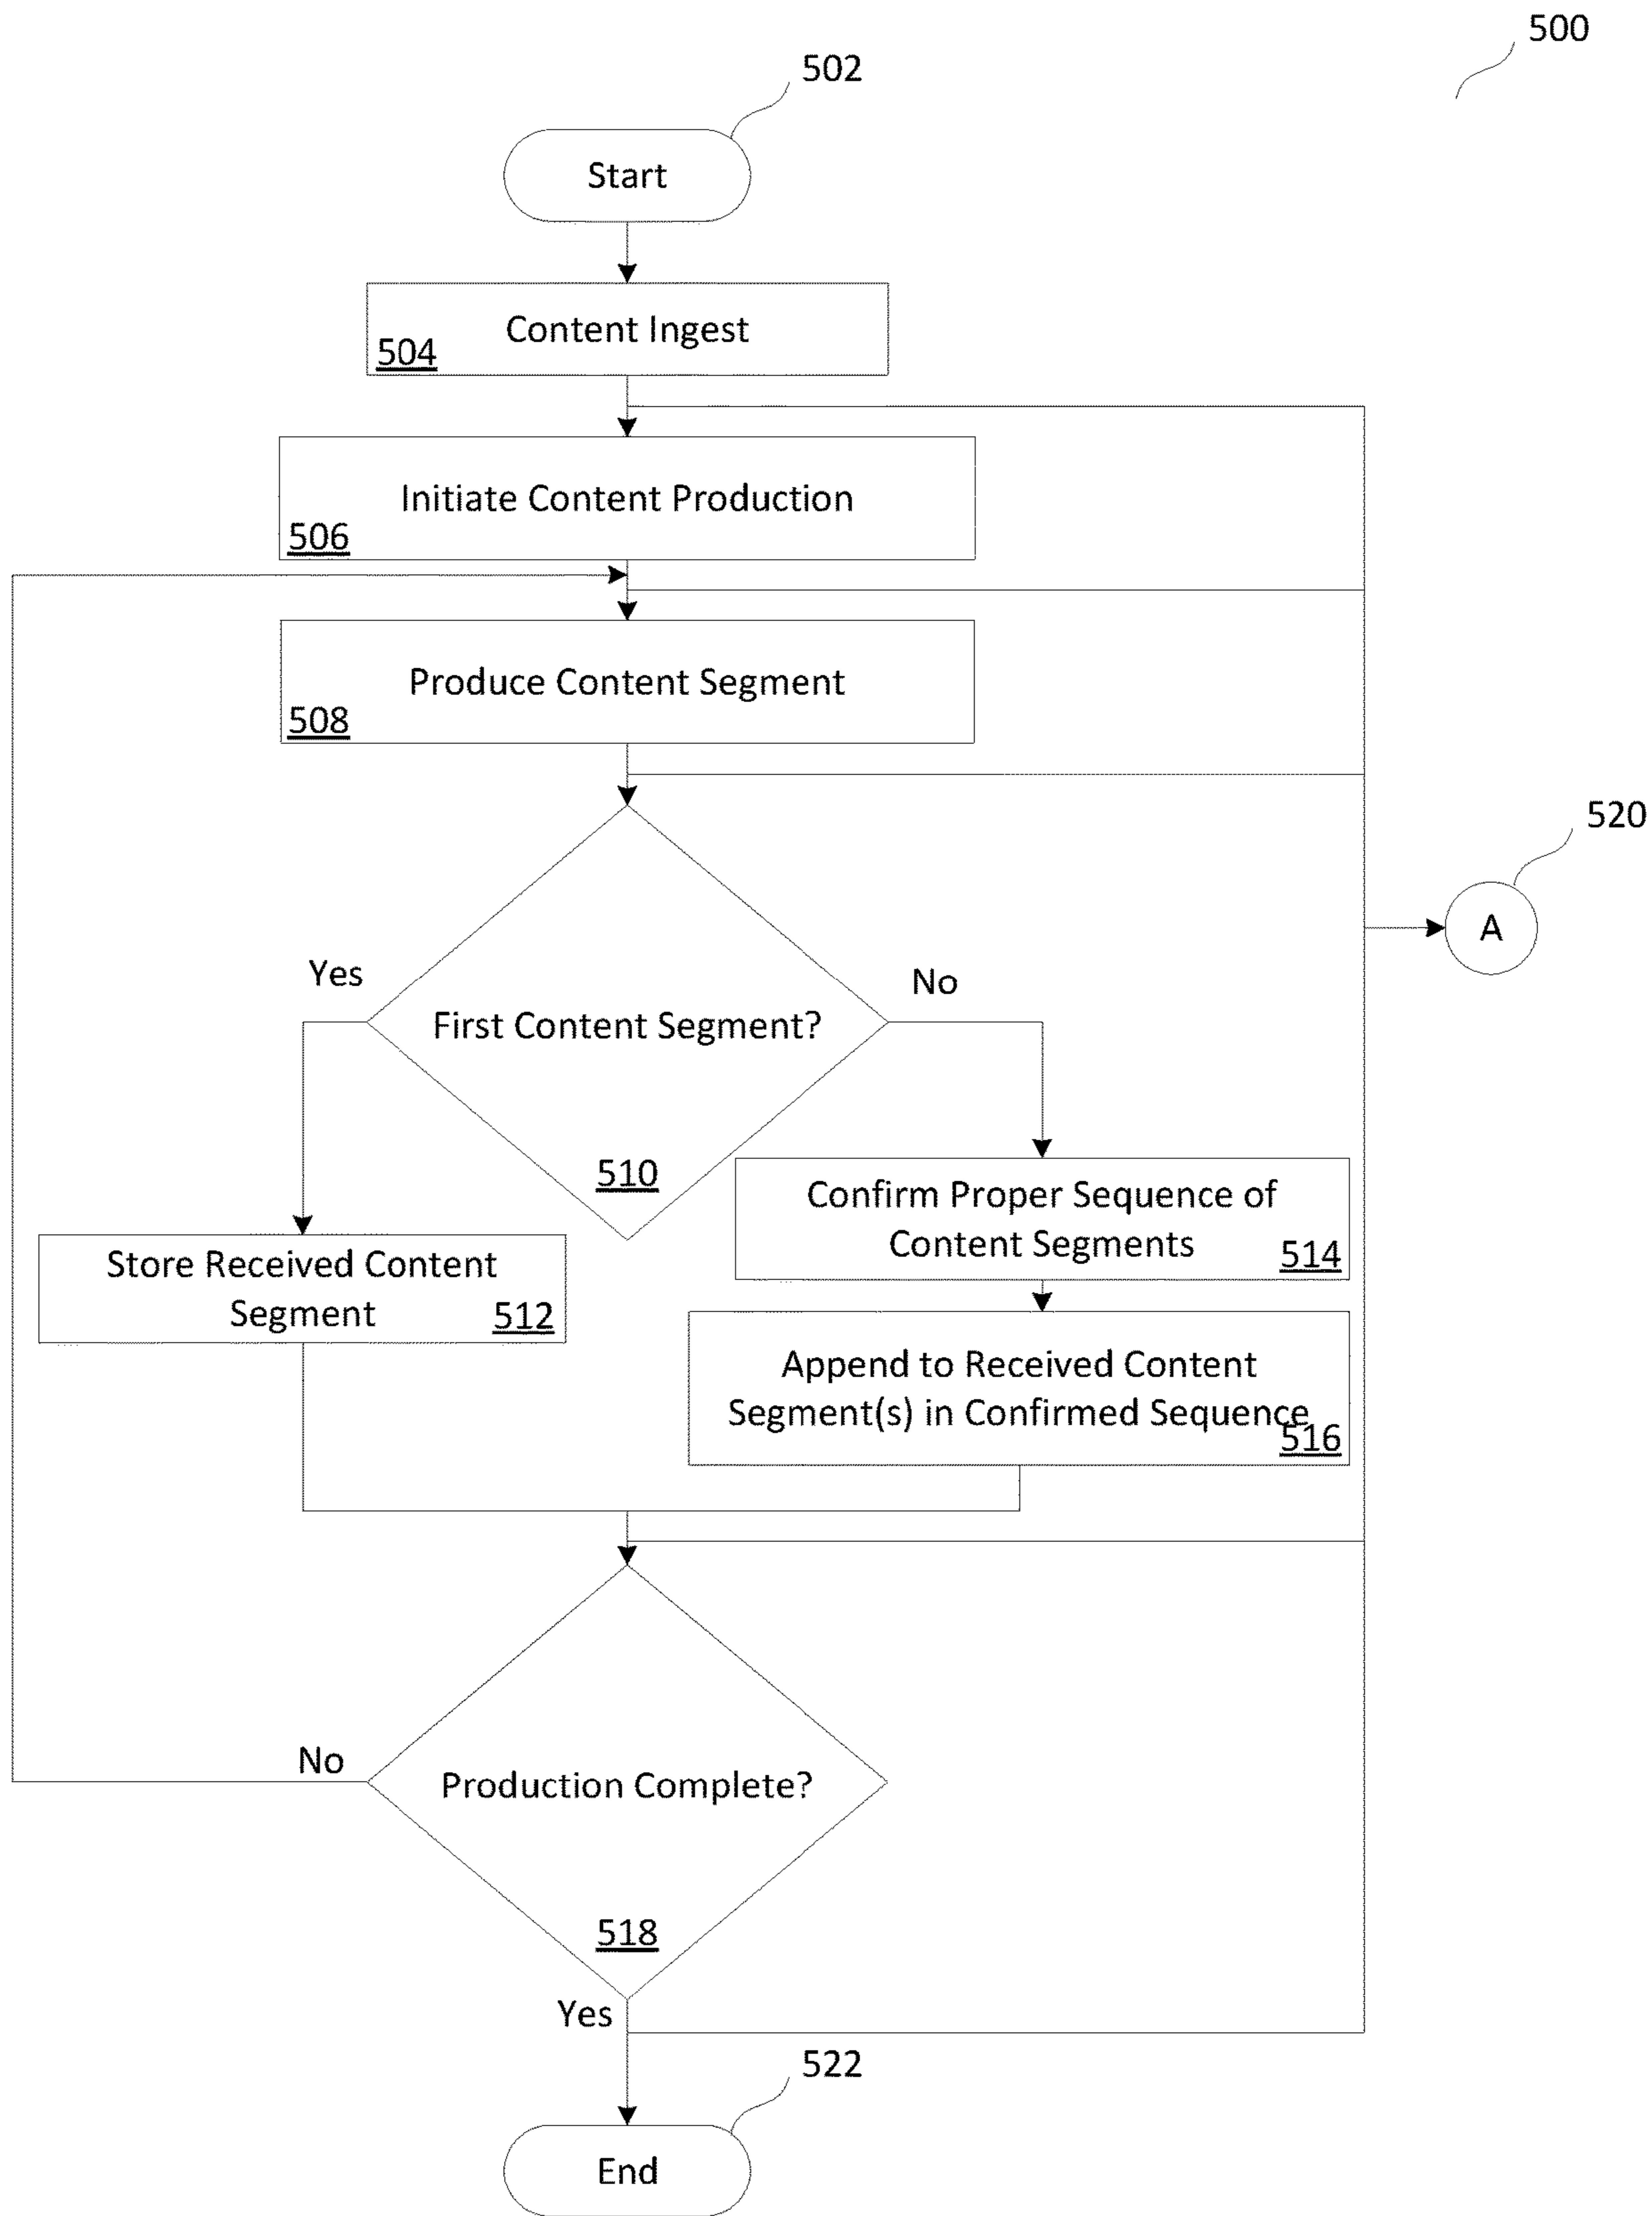 500
502
Start
Content Ingest
504
Initiate Content Production
506
Produce Content Segment
508
520
A
Yes
No
First Content Segment?
510
Confirm Proper Sequence of
Content Segments
514
Store Received Content
Segment
512
Append to Received Content
Segment(s) in Confirmed Sequence
516
No
Production Complete?
518
Yes
522
End